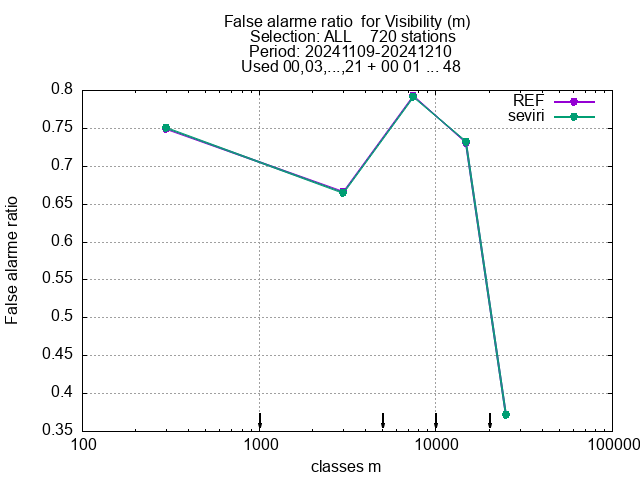 False alarme ratio  for Visibility (m)
Selection: ALL    720 stations
Period: 20241109-20241210
Used 00,03,...,21 + 00 01 ... 48
REF
seviri
False alarme ratio
0.8
0.75
0.7
0.65
0.6
0.55
0.5
0.45
0.4
0.35
100 1000 10000 100000
classes m